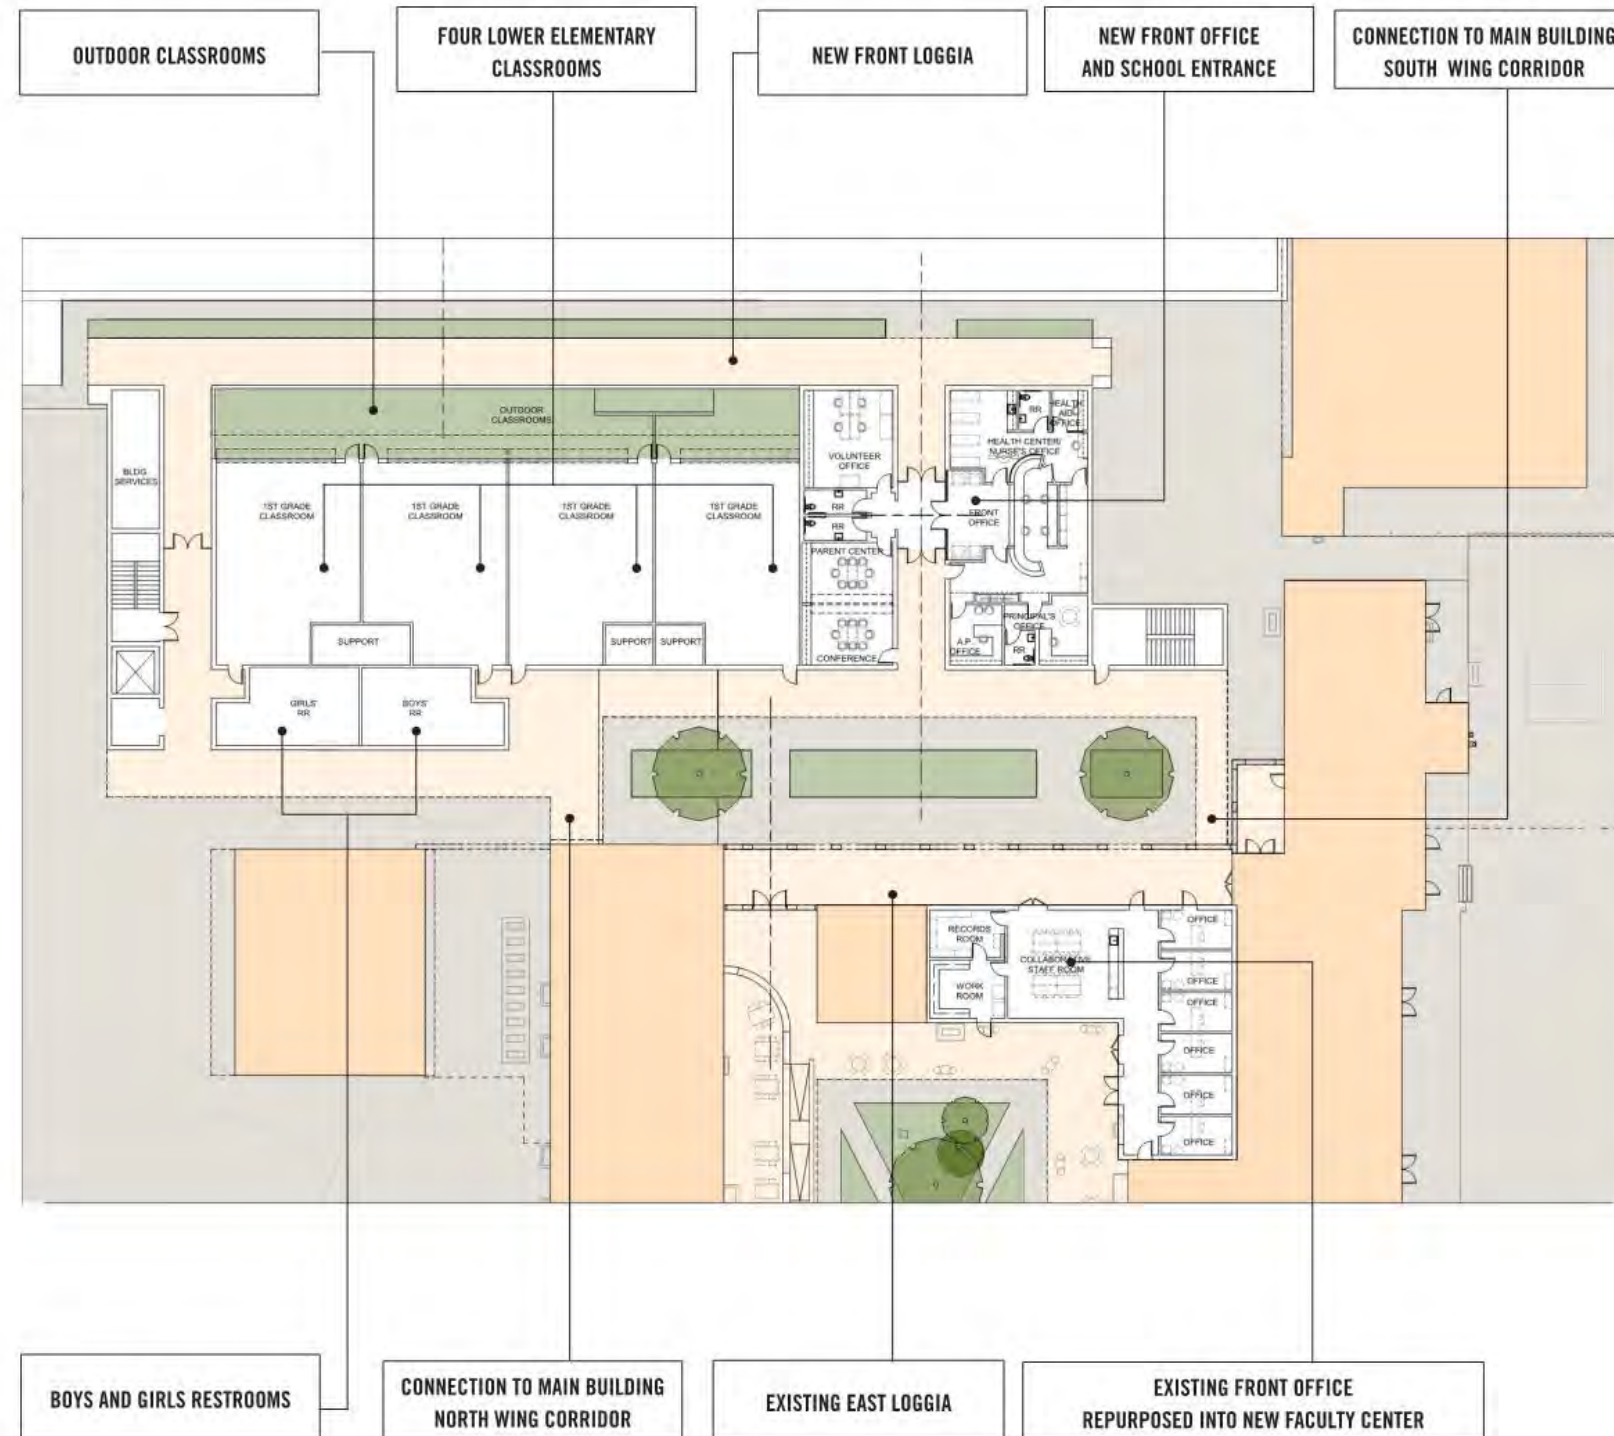 OUTDOOR CLASSROOMS
FOUR LOWER ELEMENTARY
CLASSROOMS
NEW FRONT LOGGIA
NEW FRONT OFFICE
AND SCHOOL ENTRANCE
CONNECTION TO MAIN BUILDING
SOUTH WING CORRIDOR
OUTDOOR
CLASSROOMS
BLDG
SERVICES
1ST GRADE
CLASSROOM
1ST GRADE
CLASSROOM
1ST GRADE
CLASSROOM
1ST GRADE
CLASSROOM
SUPPORT
SUPPORT
SUPPORT
GIRLS'
RR
BOYS'
RR
VOLUNTEER
OFFICE
RR
RR
PARENT CENTER
CONFERENCE
RR
HEALTH
AID
OFFICE
HEALTH CENTER/
NURSE'S OFFICE
FRONT
OFFICE
PRINCIPAL'S
OFFICE
A.P.
OFFICE
RR
RECORDS
ROOM
WORK
ROOM
COLLABORATIVE
STAFF ROOM
OFFICE
OFFICE
OFFICE
OFFICE
OFFICE
OFFICE
BOYS AND GIRLS RESTROOMS
CONNECTION TO MAIN BUILDING
NORTH WING CORRIDOR
EXISTING EAST LOGGIA
EXISTING FRONT OFFICE
REPURPOSED INTO NEW FACULTY CENTER